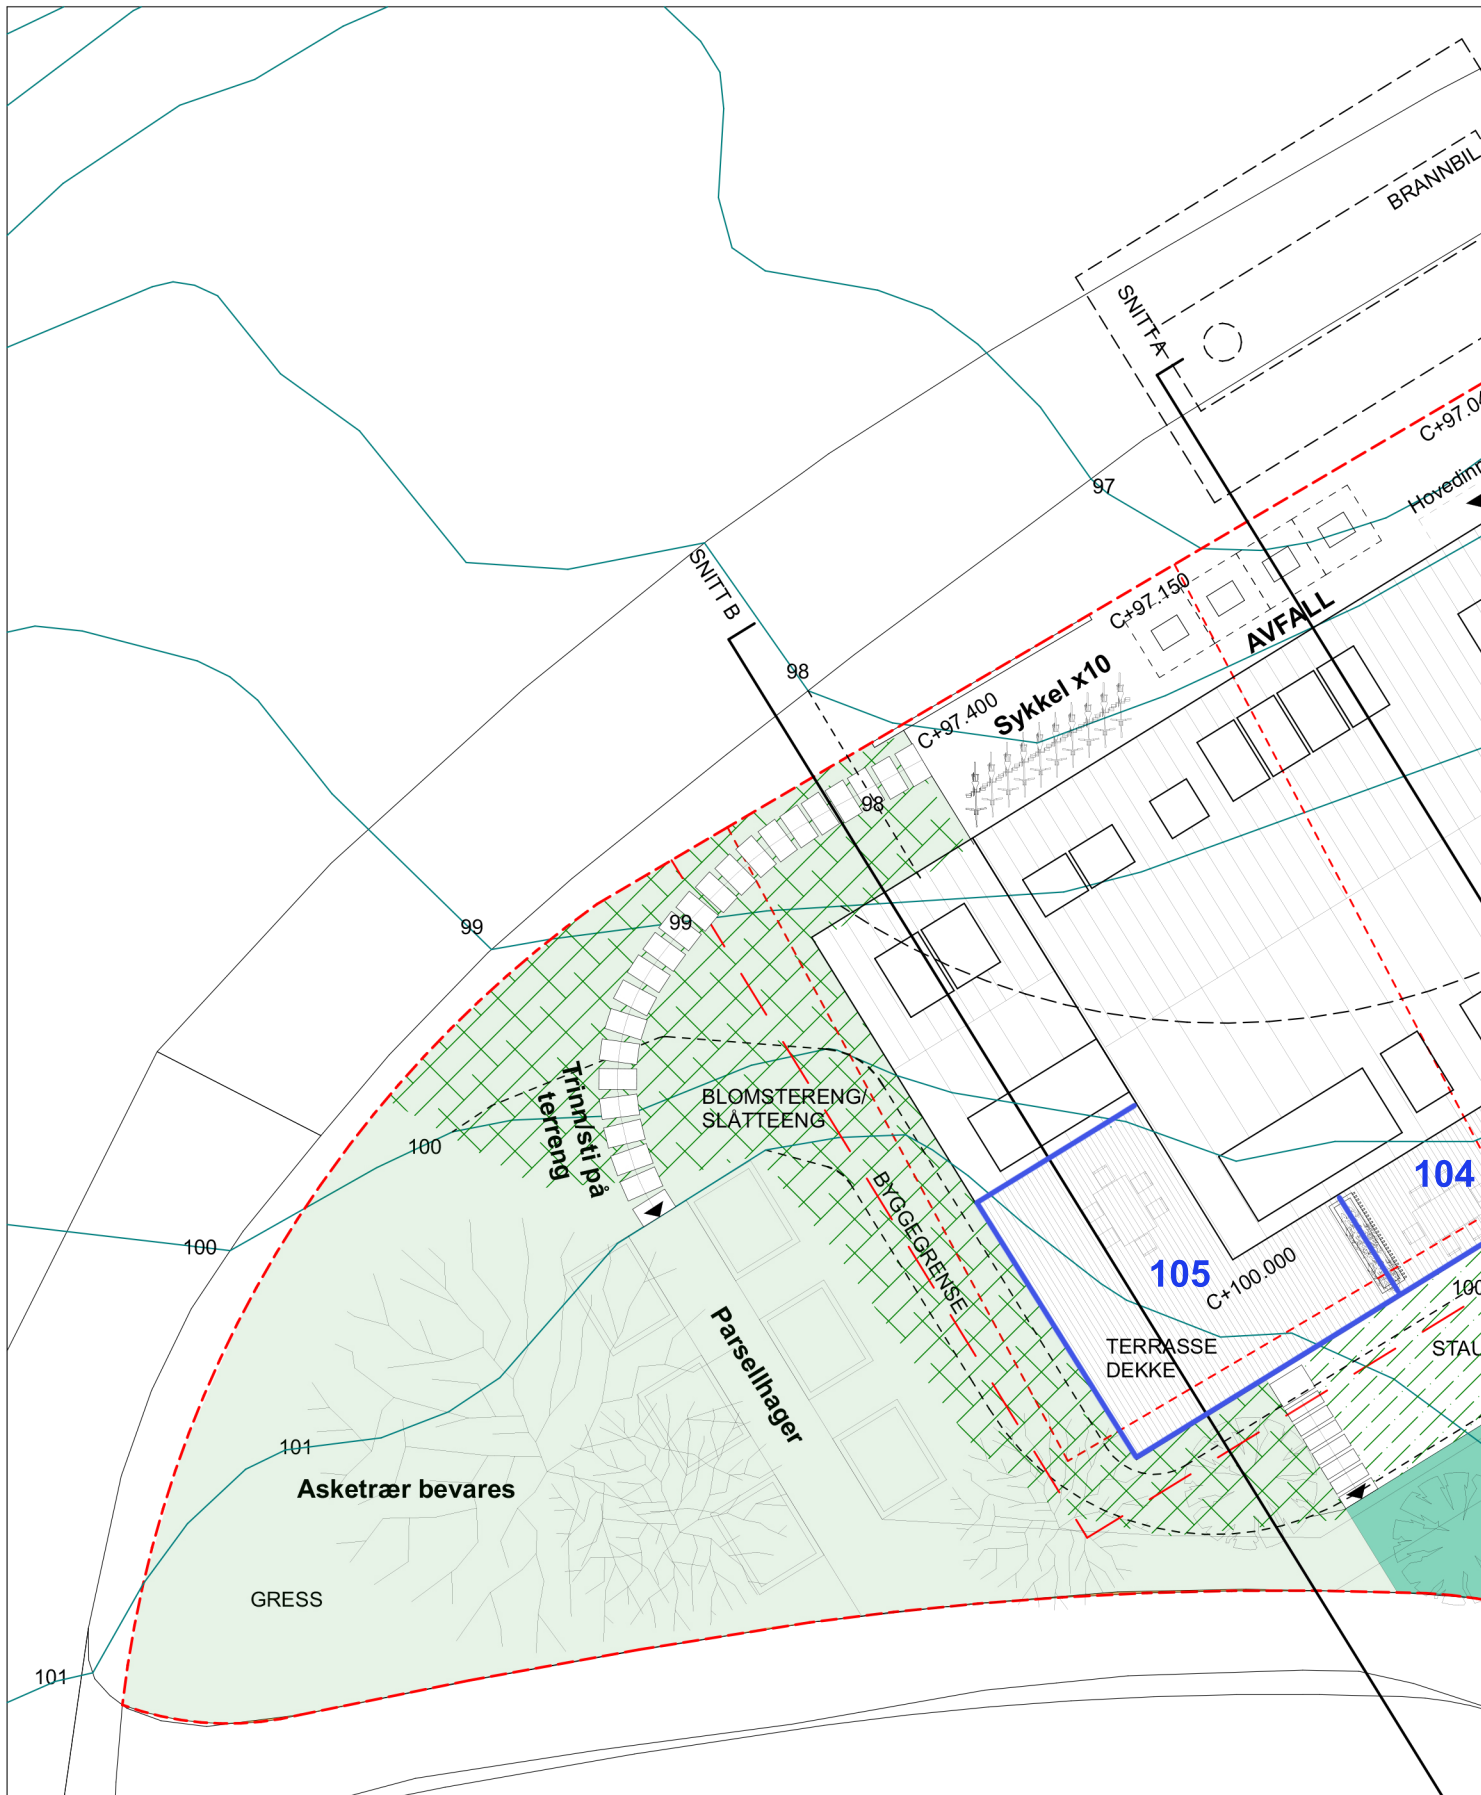 BRANNBIL
SNITT A
C+97.04
Hovedinn
97
SNITT B
C+97.150
AVFALL
98
Sykkel x10
C+97.400
98
99
99
Trinn/sti på
terreng
BLOMSTERENG/
SLÅTTEENG
100
100
104
BYGGEGRENSE
105
C+100.000
100
TERRASSE
DEKKE
STAU
Parsellhager
101
Asketrær bevares
GRESS
101